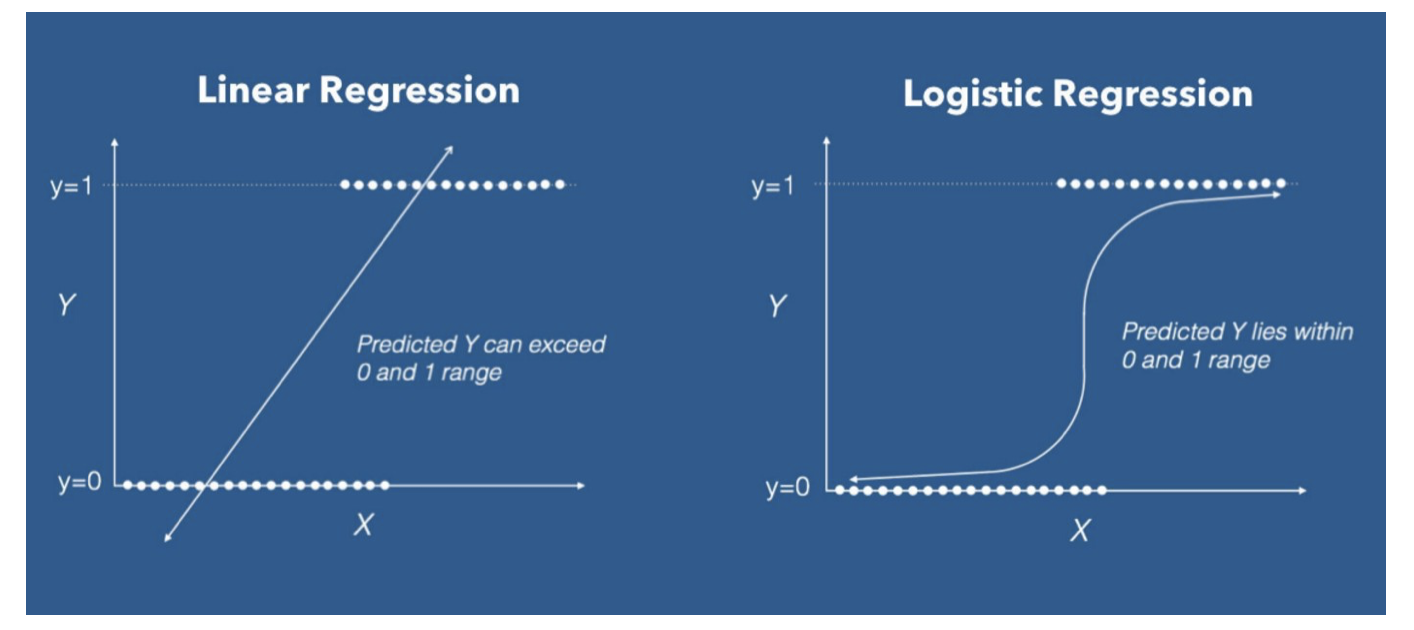 Linear Regression
y=1
Y
Predicted Y can exceed
0 and 1 range
y=0
X
Logistic Regression
y=1
Y
Predicted Y lies within
0 and 1 range
y=0
X